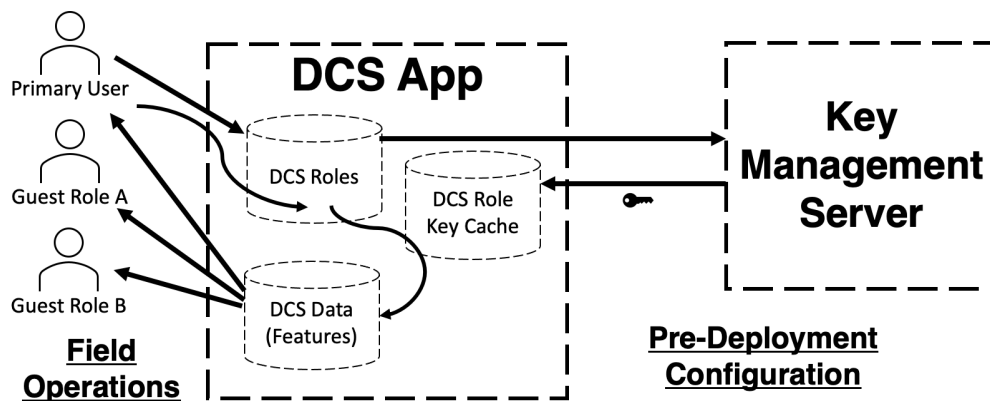 Primary User
Guest Role A
Guest Role B
Field
Operations
DCS App
DCS Roles
DCS Role
Key Cache
DCS Data
(Features)
Key
Management
Server
Pre-Deployment
Configuration